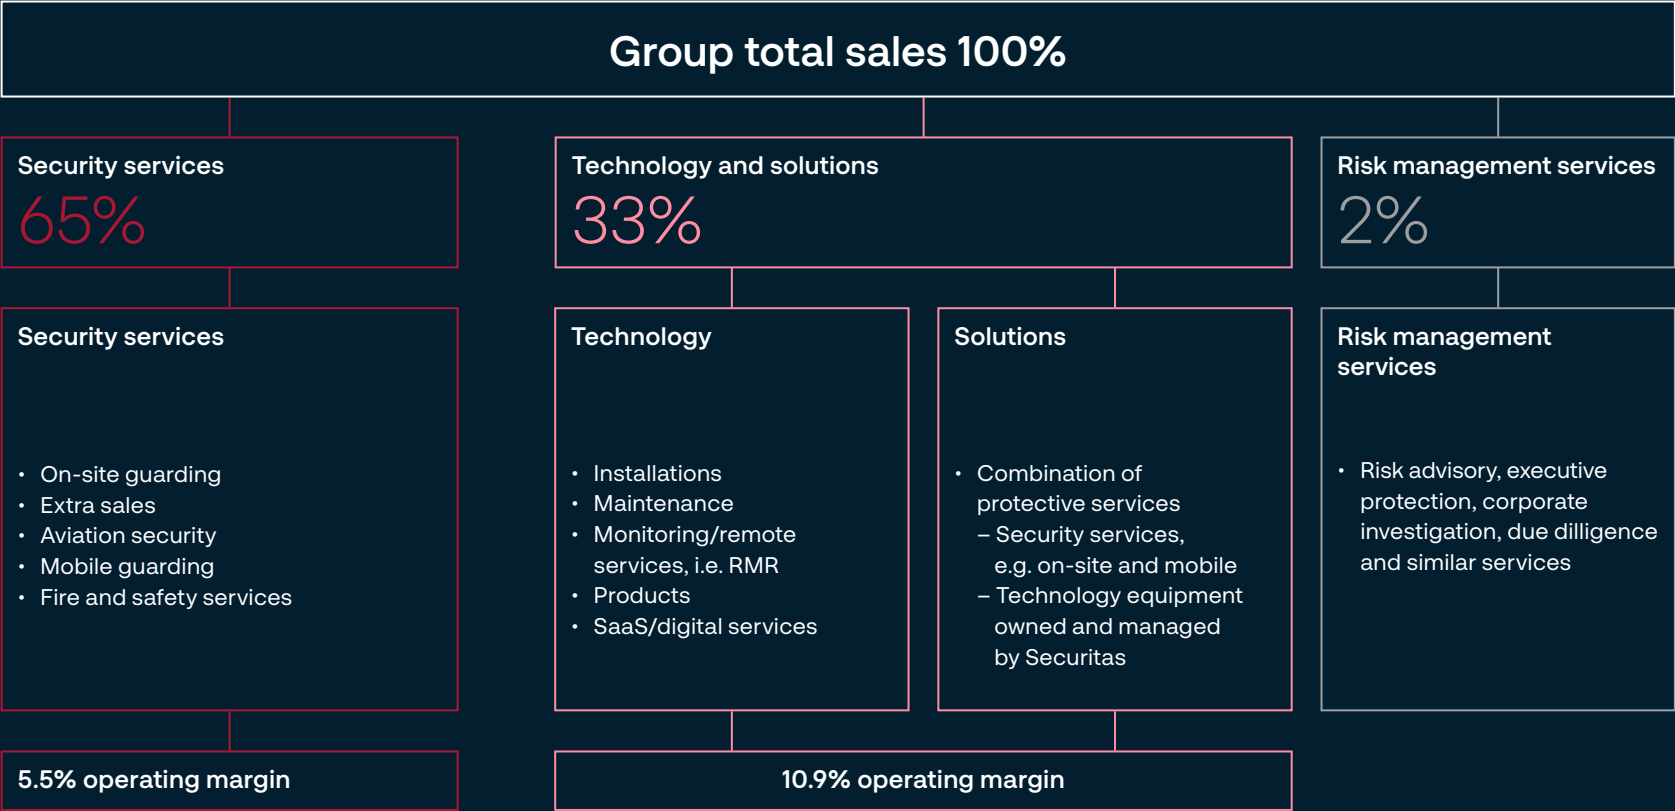 Group total sales 100%
Security services
65%
Technology and solutions
33%
Risk management services
2%
Security services
• On-site guarding
• Extra sales
• Aviation security
• Mobile guarding
• Fire and safety services
Technology
• Installations
• Maintenance
• Monitoring/remote
services, i.e. RMR
• Products
• SaaS/digital services
Solutions
• Combination of
protective services
– Security services,
e.g. on-site and mobile
– Technology equipment
owned and managed
by Securitas
Risk management
services
• Risk advisory, executive
protection, corporate
investigation, due dilligence
and similar services
5.5% operating margin
10.9% operating margin